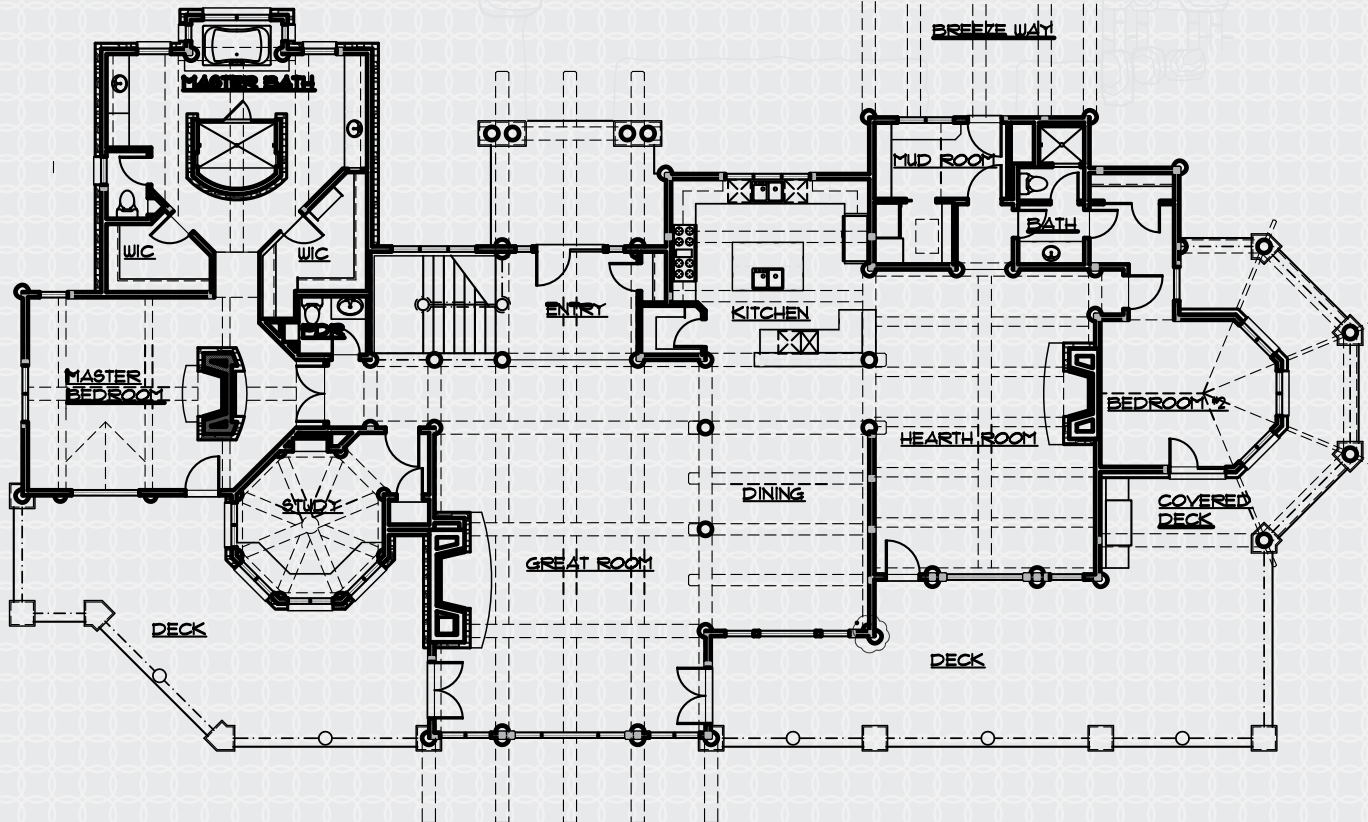 BREEZE WAY
MASTER BATH
MUD ROOM
BATH
WIC
WIC
ENTRY
KITCHEN
PDR
MASTER
BEDROOM
BEDROOM #2
HEARTH ROOM
STUDY
DINING
COVERED
DECK
GREAT ROOM
DECK
DECK